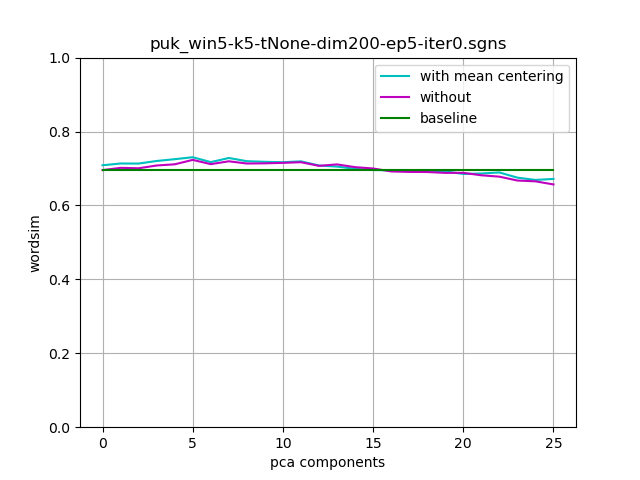 puk_win5-k5-tNone-dim200-ep5-iter0.sgns
with mean centering
without
baseline
wordsim
1.0
0.8
0.6
0.4
0.2
0.0
0 5 10 15 20 25
pca components